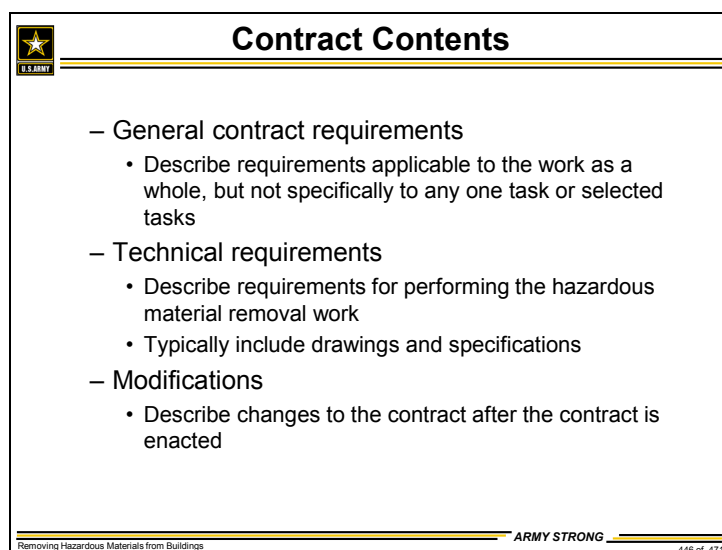 Contract Contents
U.S.ARMY
– General contract requirements
• Describe requirements applicable to the work as a
whole, but not specifically to any one task or selected
tasks
– Technical requirements
• Describe requirements for performing the hazardous
material removal work
• Typically include drawings and specifications
– Modifications
• Describe changes to the contract after the contract is
enacted
ARMY STRONG
Removing Hazardous Materials from Buildings
446 of 471